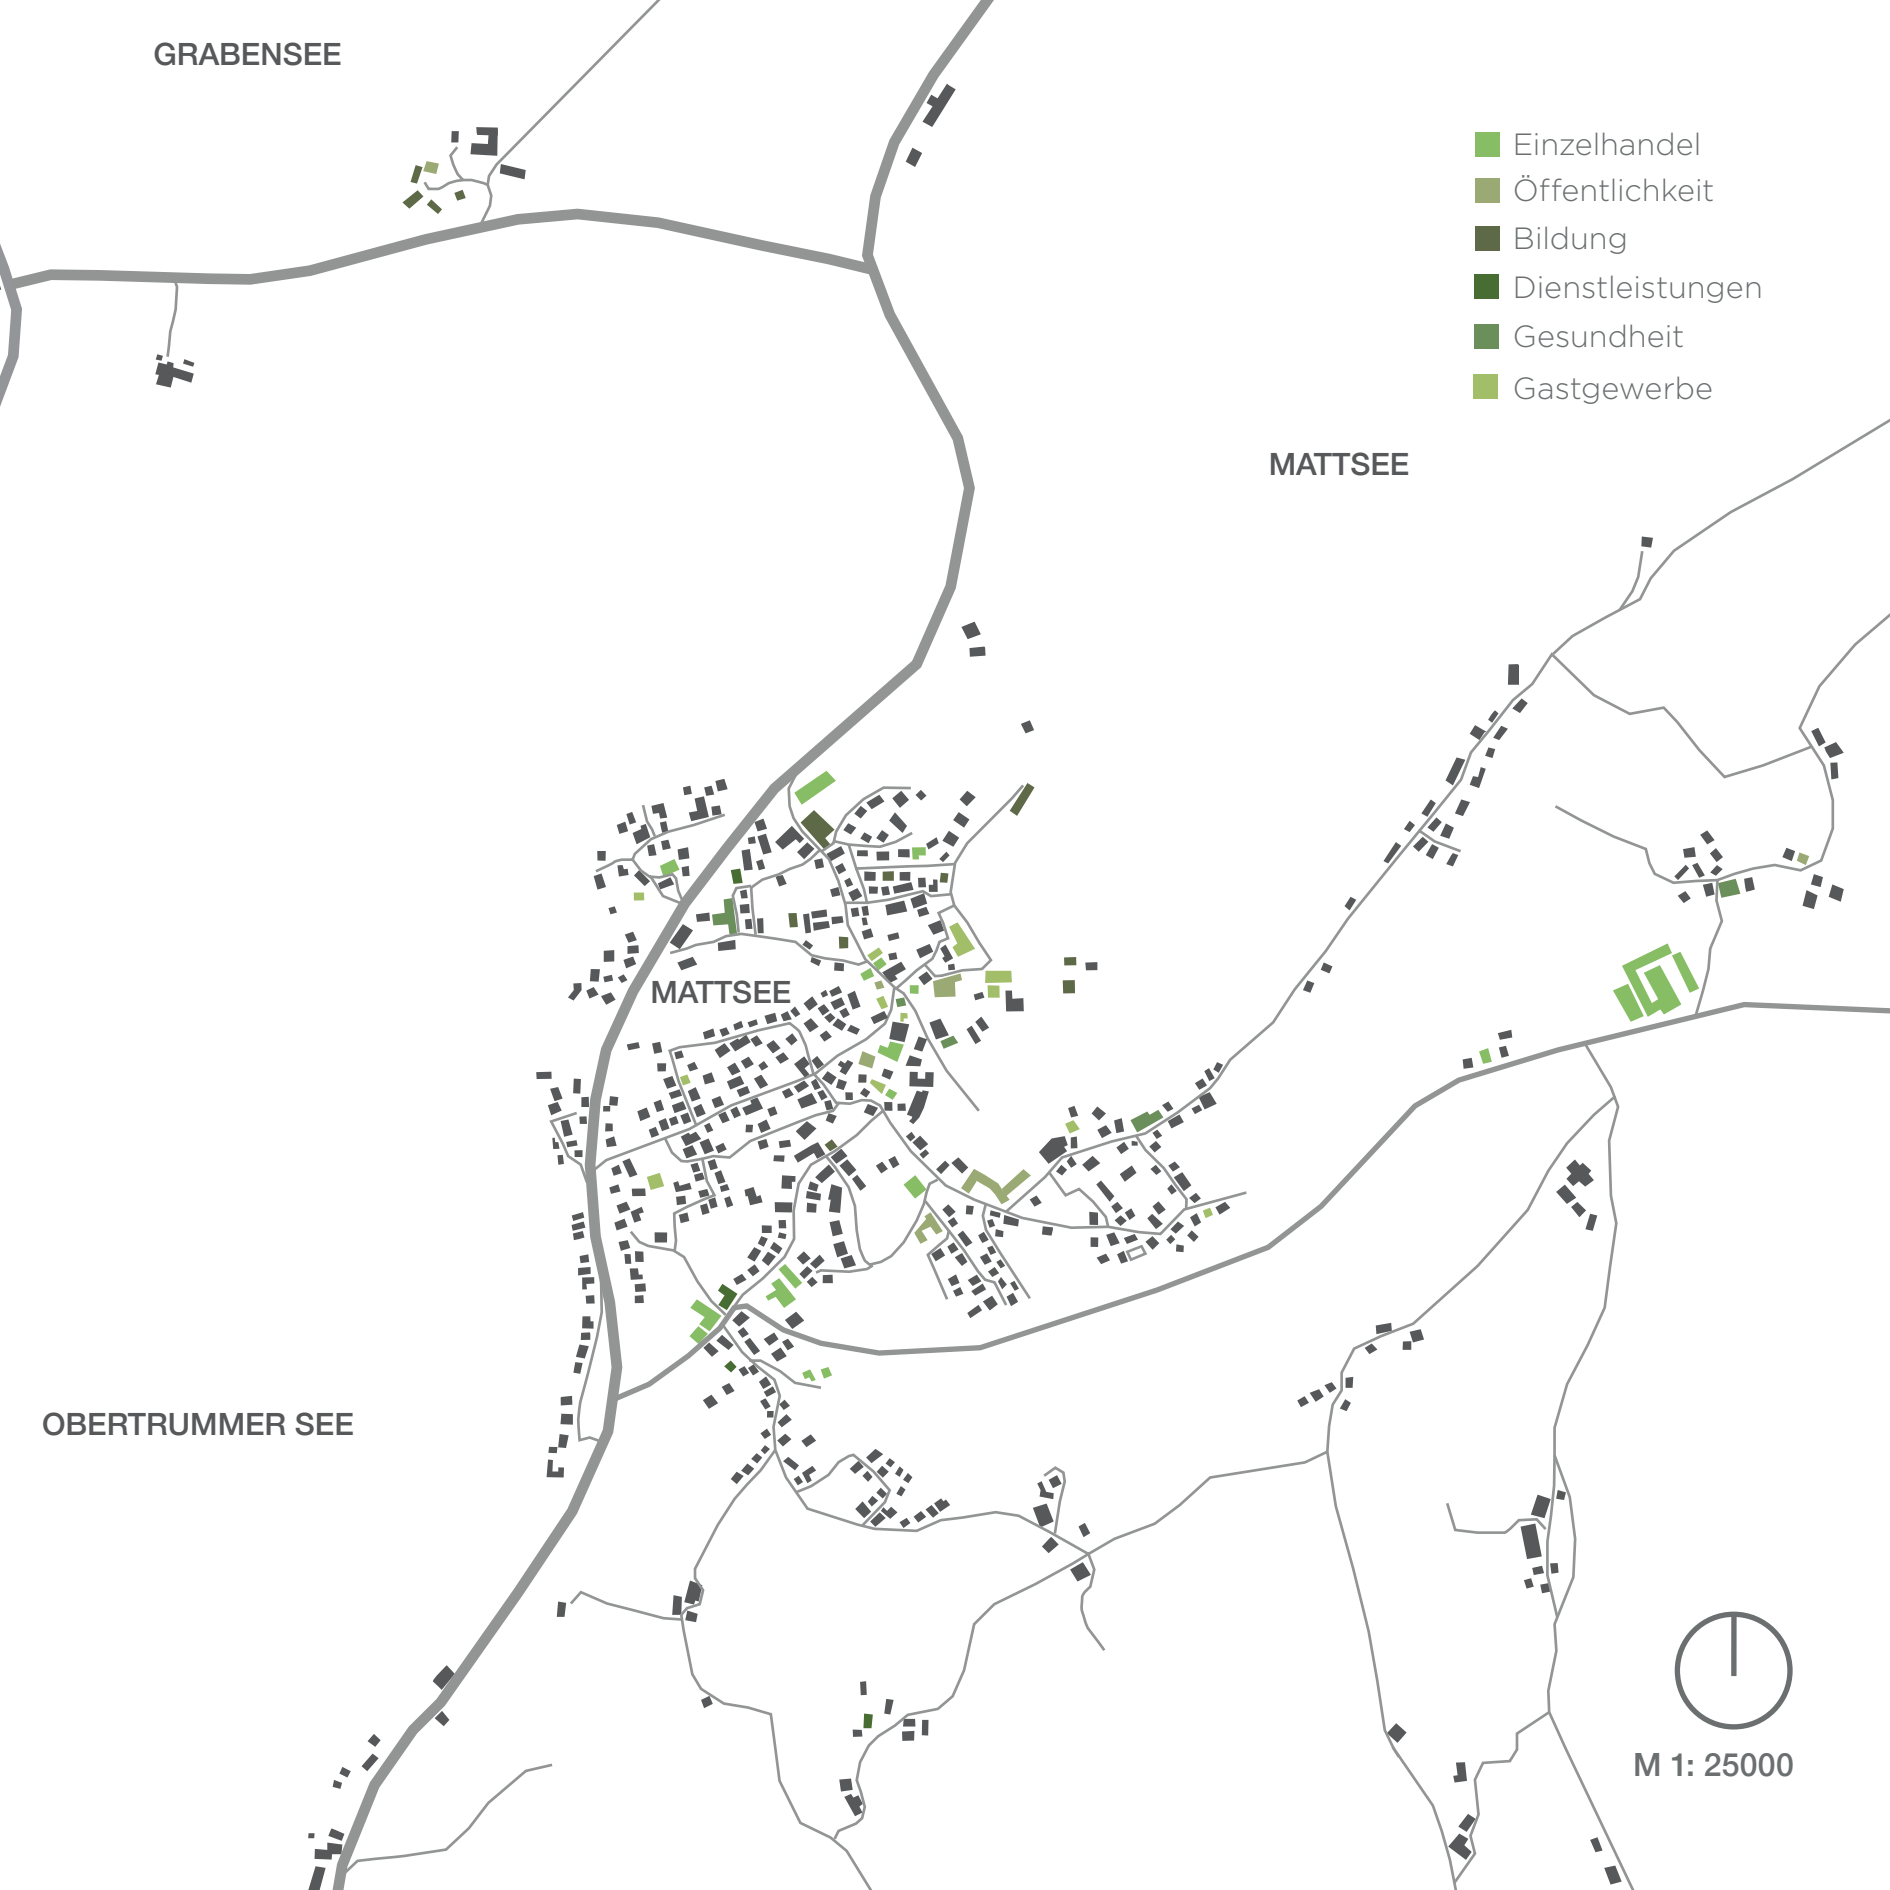 GRABENSEE
Einzelhandel
Öffentlichkeit
Bildung
Dienstleistungen
Gesundheit
Gastgewerbe
MATTSEE
MATTSEE
OBERTRUMMER SEE
M 1: 25000